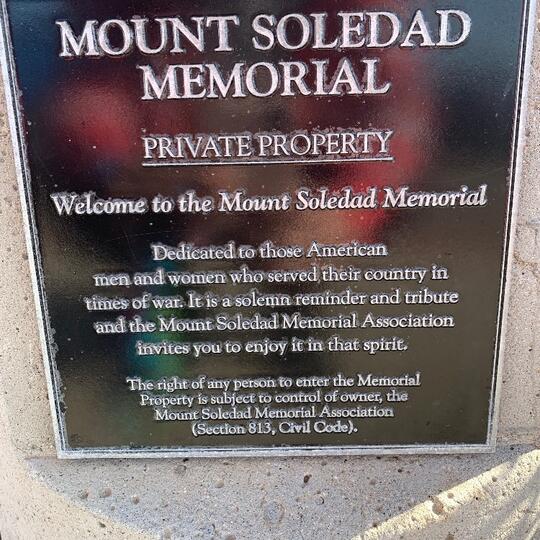 MOUNT SOLEDAD
MEMORIAL
PRIVATE PROPERTY
Welcome to the Mount Soledad Memorial
Dedicated to those American
men and women who served their country in
times of war. It is a solemn reminder and tribute
and the Mount Soledad Memorial Association
invites you to enjoy it in that spirit.
The right of any person to enter the Memorial
Property is subject to control of owner, the
Mount Soledad Memorial Association
(Section 813, Civil Code).